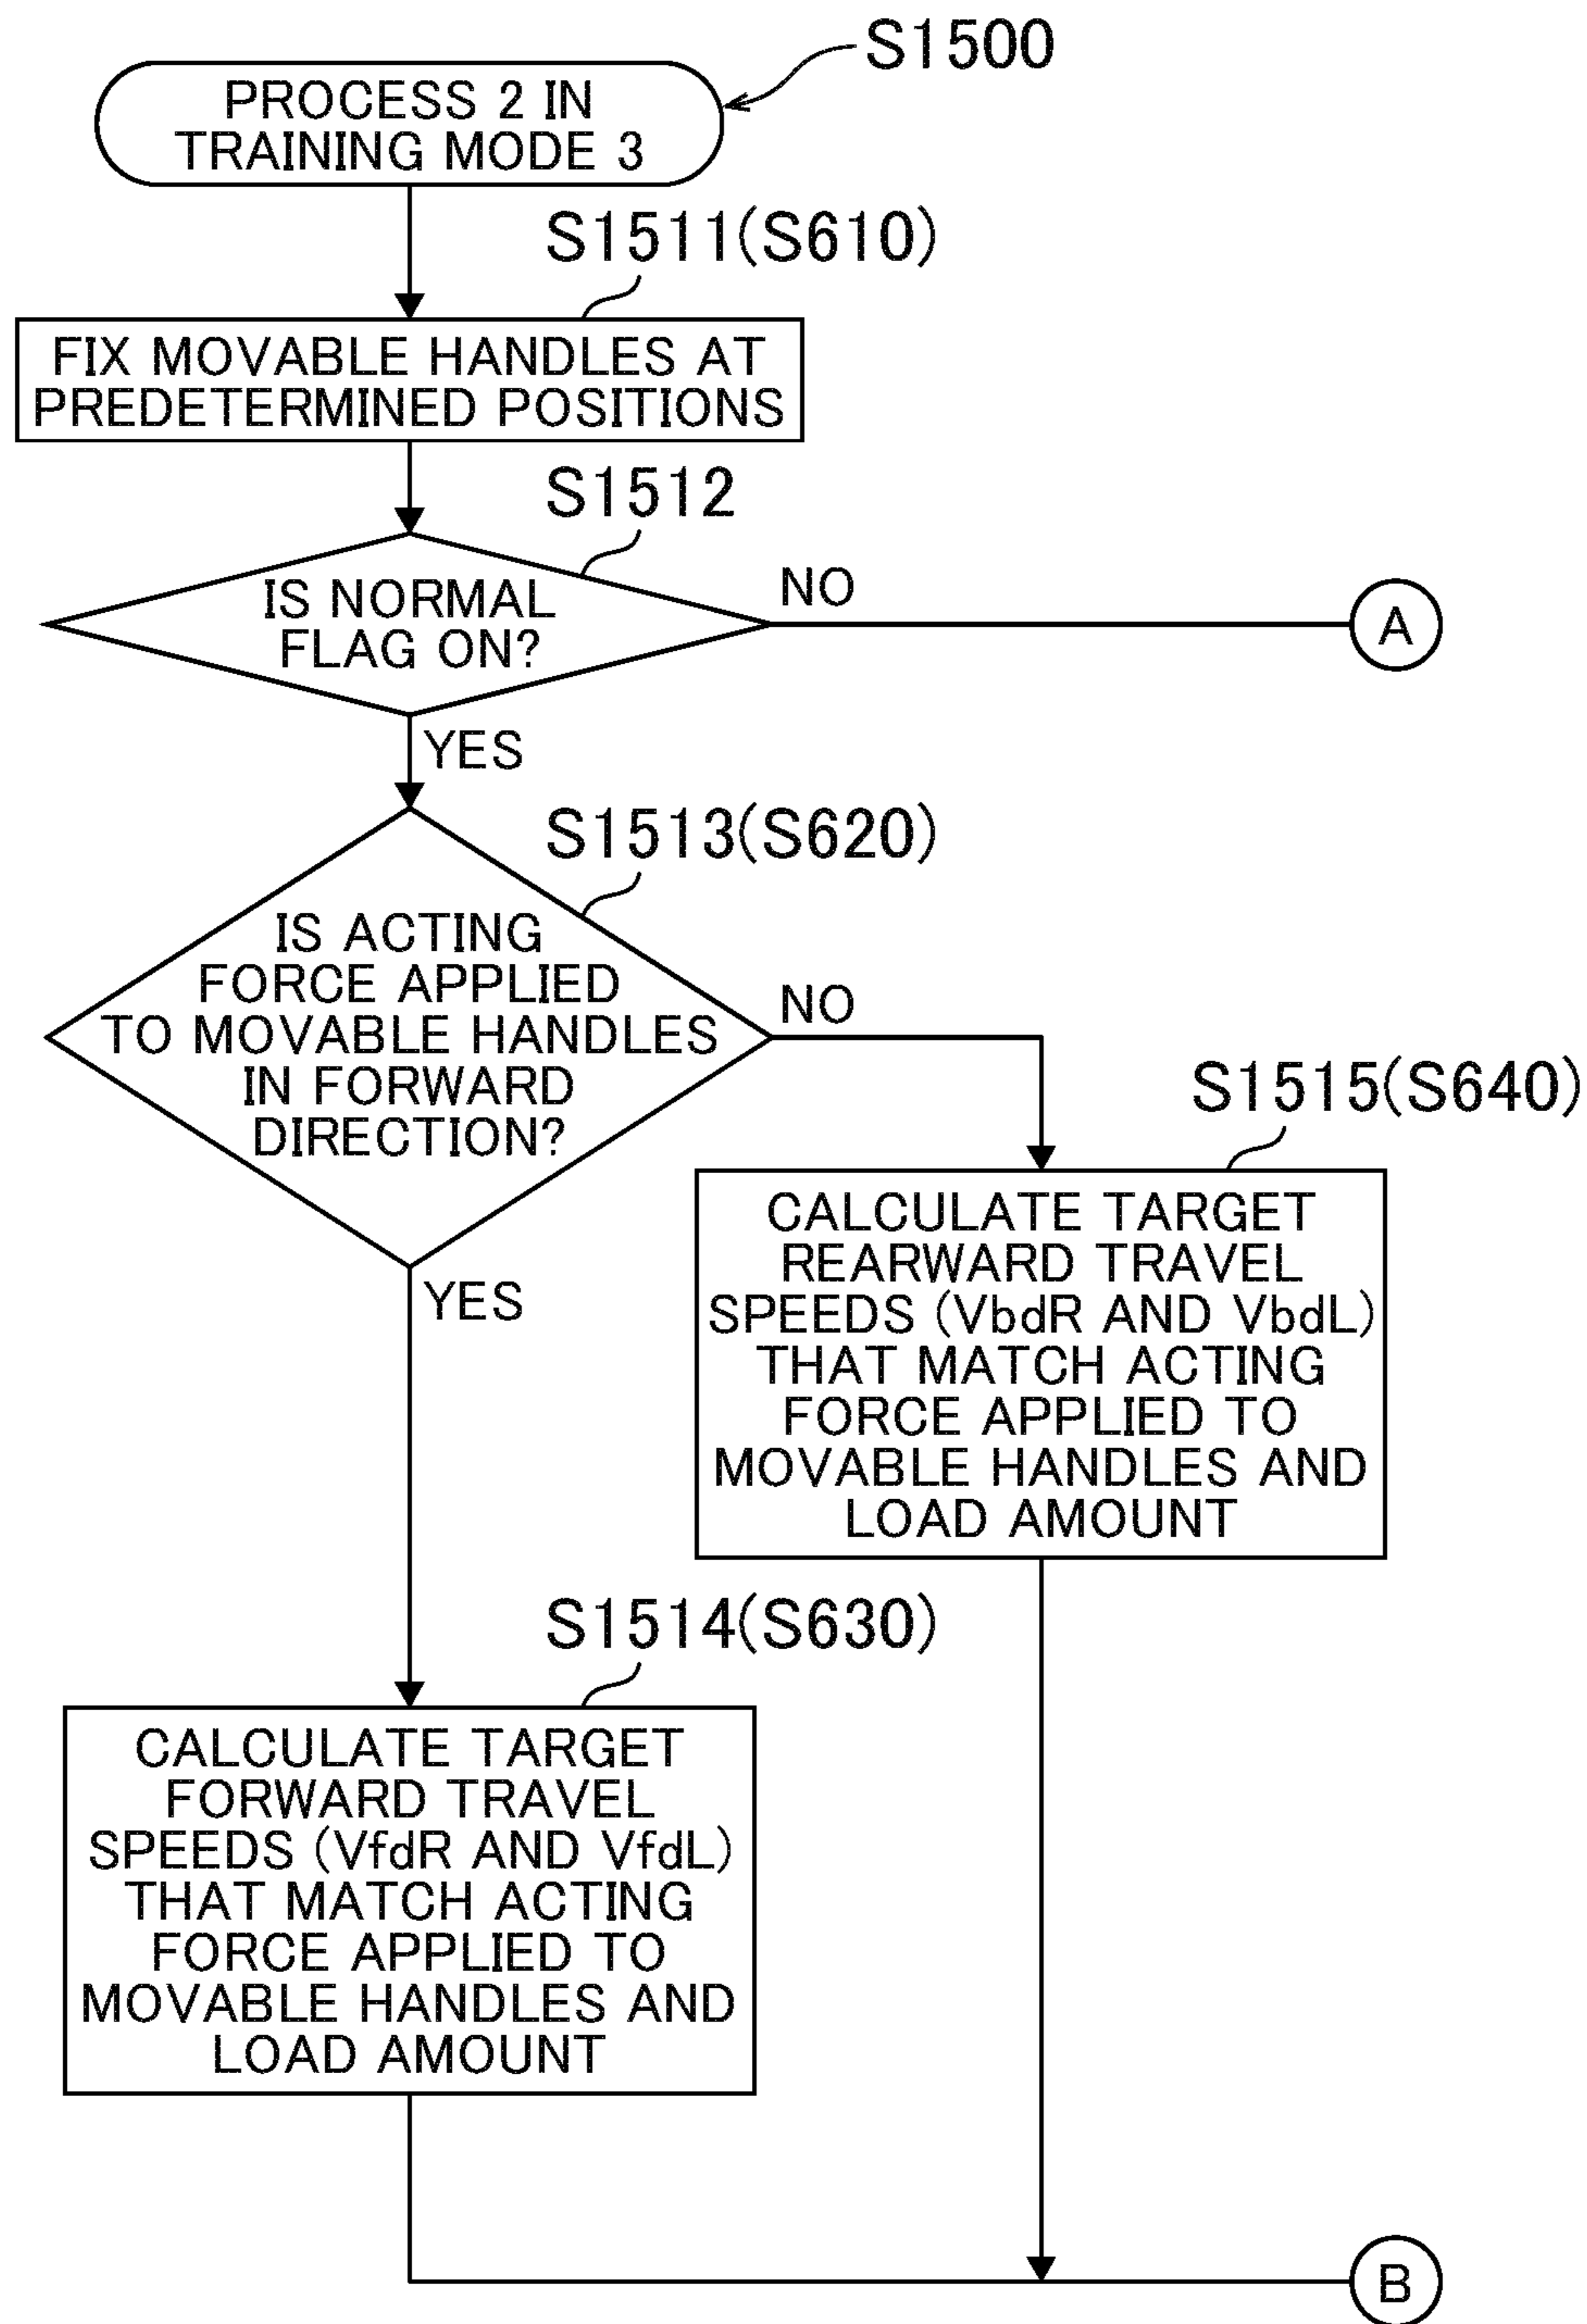 S1500
PROCESS 2 IN
TRAINING MODE 3
S1511(S610)
FIX MOVABLE HANDLES AT
PREDETERMINED POSITIONS
S1512
IS NORMAL
FLAG ON?
NO
A
YES
S1513(S620)
IS ACTING
FORCE APPLIED
TO MOVABLE HANDLES
IN FORWARD
DIRECTION?
NO
YES
S1515(S640)
CALCULATE TARGET
REARWARD TRAVEL
SPEEDS (VbdR AND VbdL)
THAT MATCH ACTING
FORCE APPLIED TO
MOVABLE HANDLES AND
LOAD AMOUNT
S1514(S630)
CALCULATE TARGET
FORWARD TRAVEL
SPEEDS (VfdR AND VfdL)
THAT MATCH ACTING
FORCE APPLIED TO
MOVABLE HANDLES AND
LOAD AMOUNT
B